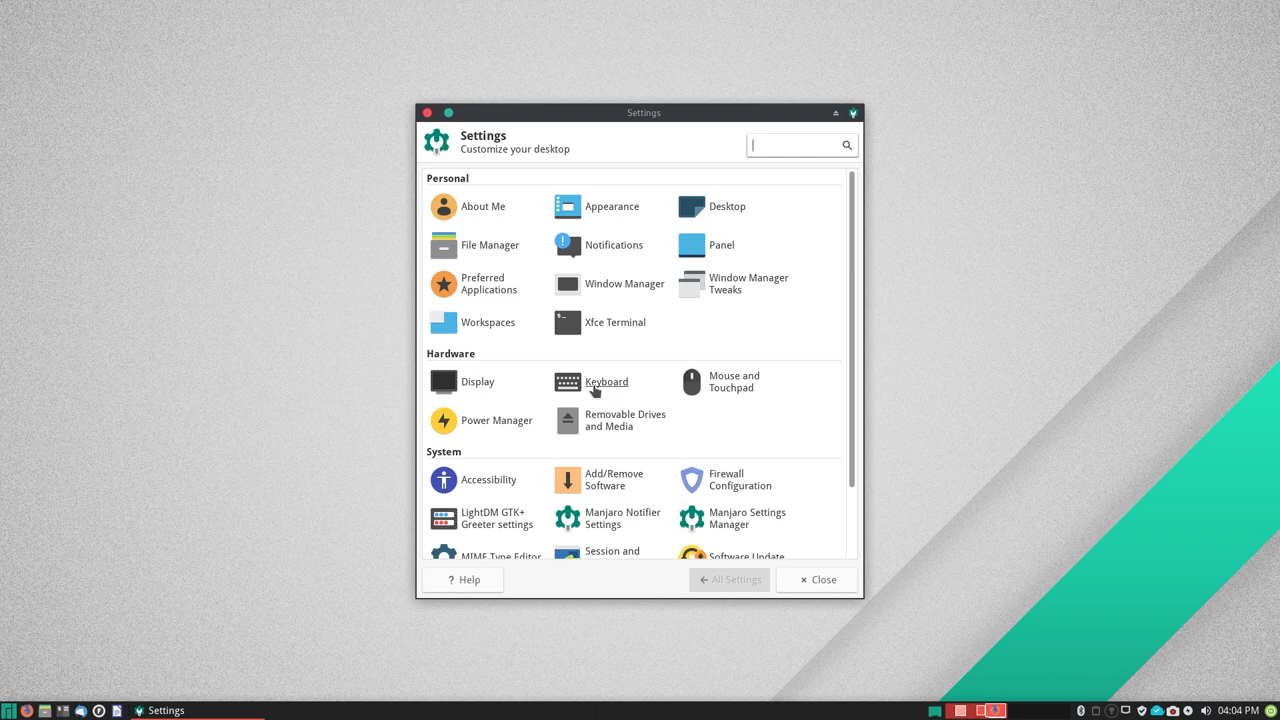 Settings
Settings
Customize your desktop
Personal
About Me
Appearance
Desktop
File Manager
Notifications
Panel
Preferred
Applications
Window Manager
Window Manager
Tweaks
Workspaces
Xfce Terminal
Hardware
Display
Keyboard
Mouse and
Touchpad
Power Manager
Removable Drives
and Media
System
Accessibility
Add/Remove
Software
Firewall
Configuration
LightDM GTK+
Greeter settings
Manjaro Notifier
Settings
Manjaro Settings
Manager
MIME Type Editor
Session and
Software Update
? Help
All Settings
Close
Settings
04:04 PM